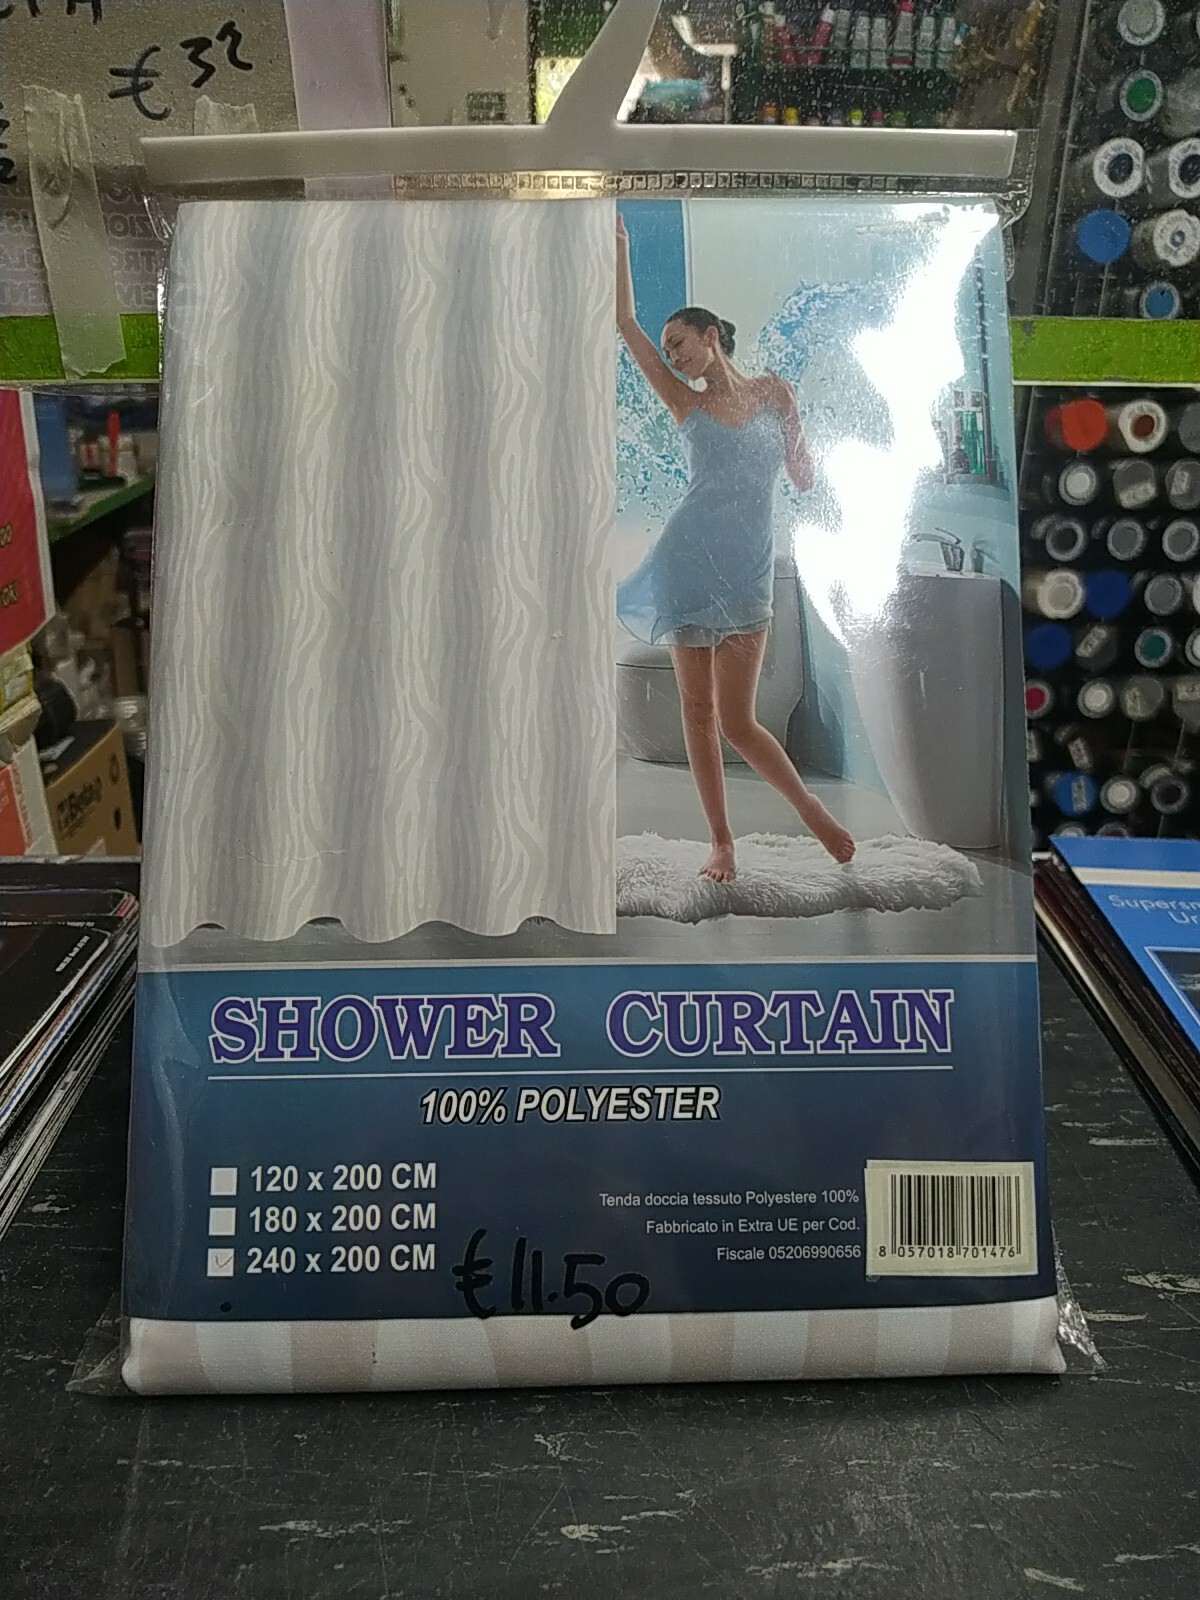 € 32
SHOWER CURTAIN
100% POLYESTER
120 x 200 CM
180 x 200 CM
240 x 200 CM
€ 11.50
Tenda doccia tessuto Polyestere 100%
Fabbricato in Extra UE per Cod.
Fiscale 05206990656
8 057018 701476
Beta